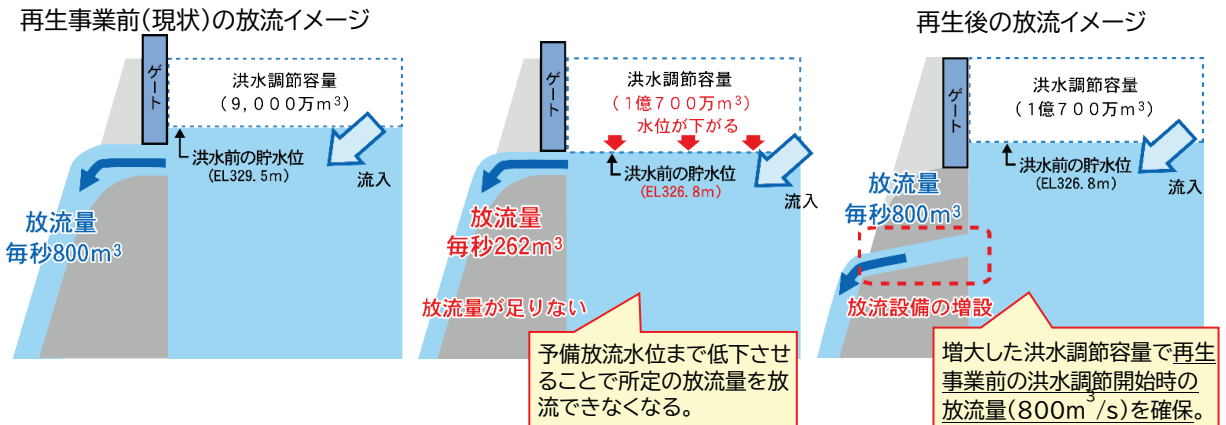 再生事業前(現状)の放流イメージ
ゲート
洪水調節容量
(9,000万m³)
洪水前の貯水位
(EL329.5m)
流入
放流量
毎秒800m³
ゲート
洪水調節容量
(1億700万m³)
水位が下がる
洪水前の貯水位
(EL326.8m)
流入
放流量
毎秒262m³
放流量が足りない
予備放流水位まで低下させ
ることで所定の放流量を放
流できなくなる。
再生後の放流イメージ
ゲート
洪水調節容量
(1億700万m³)
洪水前の貯水位
(EL326.8m)
流入
放流量
毎秒800m³
放流設備の増設
増大した洪水調節容量で再生
事業前の洪水調節開始時の
放流量(800m³/s)を確保。